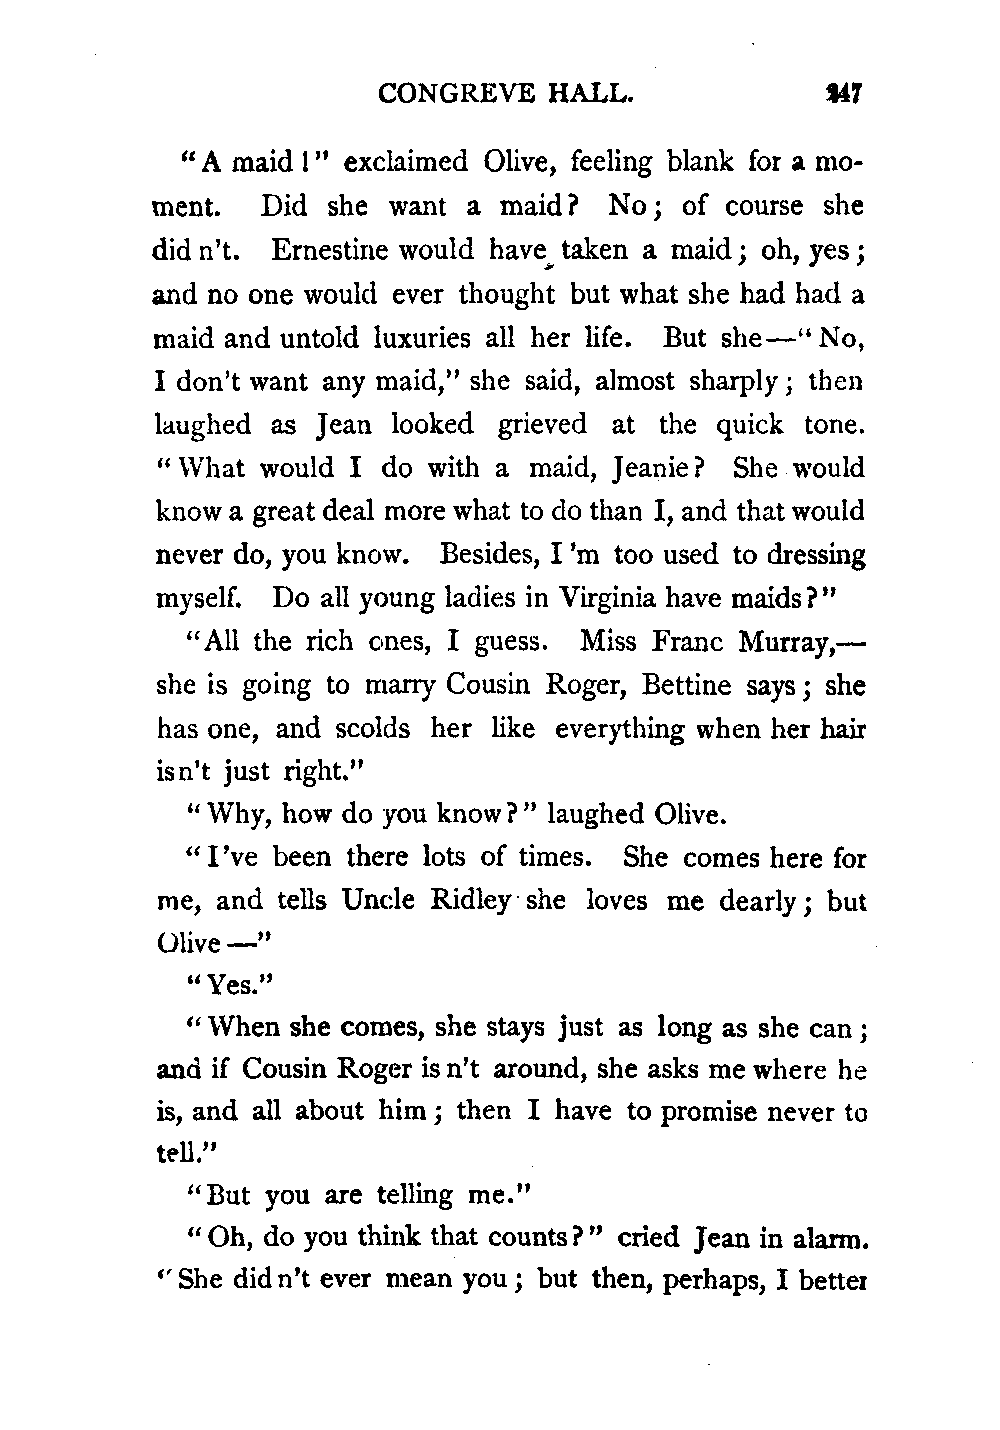 CONGREVE HALL. 247
"A maid!" exclaimed Olive, feeling blank for a mo-
ment. Did she want a maid? No; of course she
did n't. Ernestine would have taken a maid; oh, yes;
and no one would ever thought but what she had had a
maid and untold luxuries all her life. But she—"No,
I don't want any maid," she said, almost sharply; then
laughed as Jean looked grieved at the quick tone.
"What would I do with a maid, Jeanie? She would
know a great deal more what to do than I, and that would
never do, you know. Besides, I 'm too used to dressing
myself. Do all young ladies in Virginia have maids?"
"All the rich ones, I guess. Miss Franc Murray,—
she is going to marry Cousin Roger, Bettine says; she
has one, and scolds her like everything when her hair
is n't just right."
"Why, how do you know?" laughed Olive.
"I've been there lots of times. She comes here for
me, and tells Uncle Ridley she loves me dearly; but
Olive—"
"Yes."
"When she comes, she stays just as long as she can;
and if Cousin Roger is n't around, she asks me where he
is, and all about him; then I have to promise never to
tell."
"But you are telling me."
"Oh, do you think that counts?" cried Jean in alarm.
"She did n't ever mean you; but then, perhaps, I better